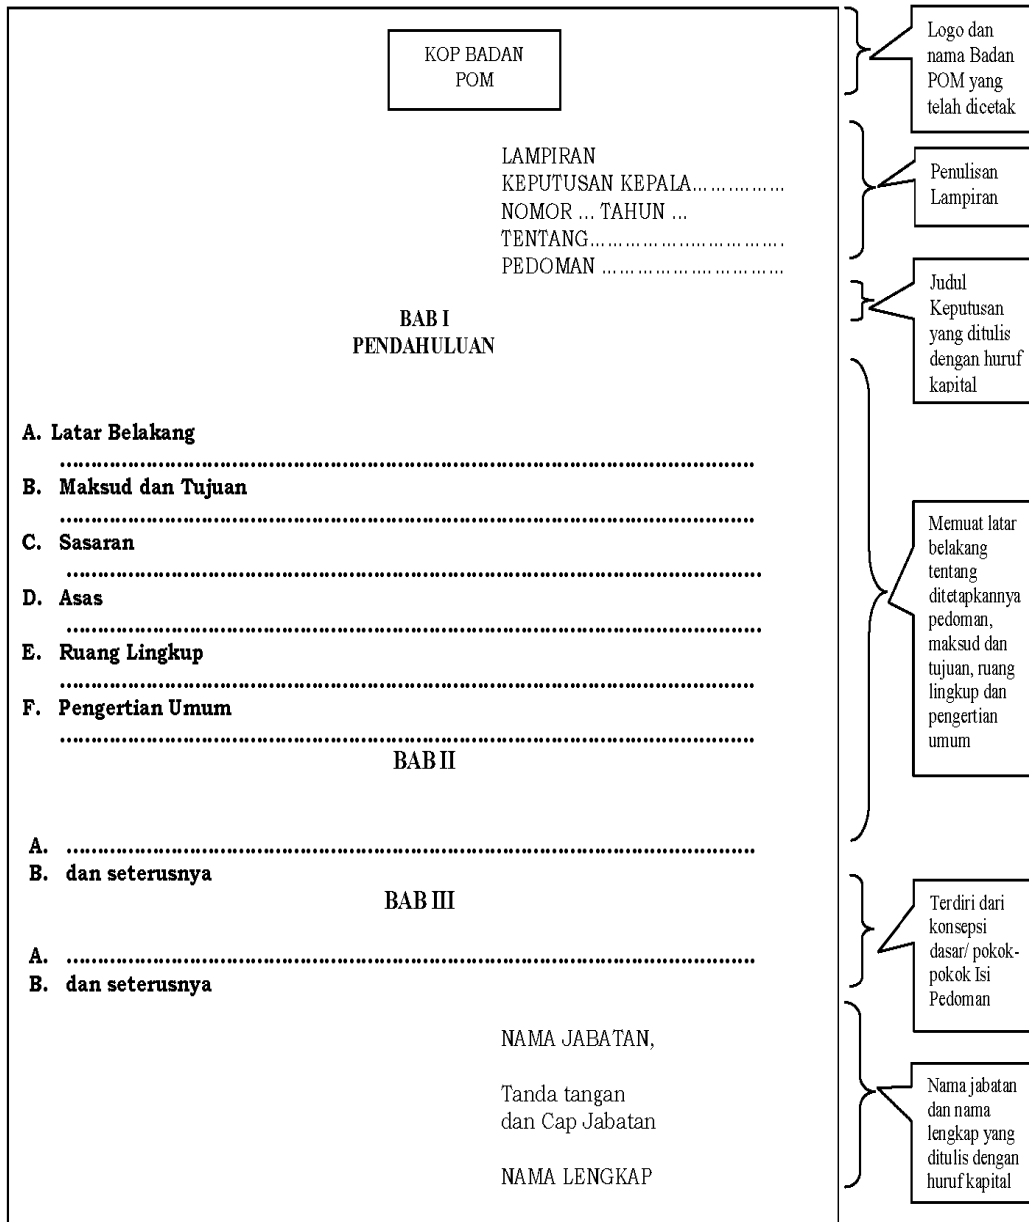 KOP BADAN
POM
LAMPIRAN
KEPUTUSAN KEPALA……………
NOMOR … TAHUN …
TENTANG……………………………
PEDOMAN ……………………………
BAB I
PENDAHULUAN
A. Latar Belakang
................................................................................................................
B. Maksud dan Tujuan
................................................................................................................
C. Sasaran
................................................................................................................
D. Asas
................................................................................................................
E. Ruang Lingkup
................................................................................................................
F. Pengertian Umum
................................................................................................................
BAB II
A. ................................................................................................................
B. dan seterusnya
BAB III
A. ................................................................................................................
B. dan seterusnya
NAMA JABATAN,
Tanda tangan
dan Cap Jabatan
NAMA LENGKAP
Logo dan
nama Badan
POM yang
telah dicetak
Penulisan
Lampiran
Judul
Keputusan
yang ditulis
dengan huruf
kapital
Memuat latar
belakang
tentang
ditetapkannya
pedoman,
maksud dan
tujuan, ruang
lingkup dan
pengertian
umum
Terdiri dari
konsepsi
dasar/ pokok-
pokok Isi
Pedoman
Nama jabatan
dan nama
lengkap yang
ditulis dengan
huruf kapital